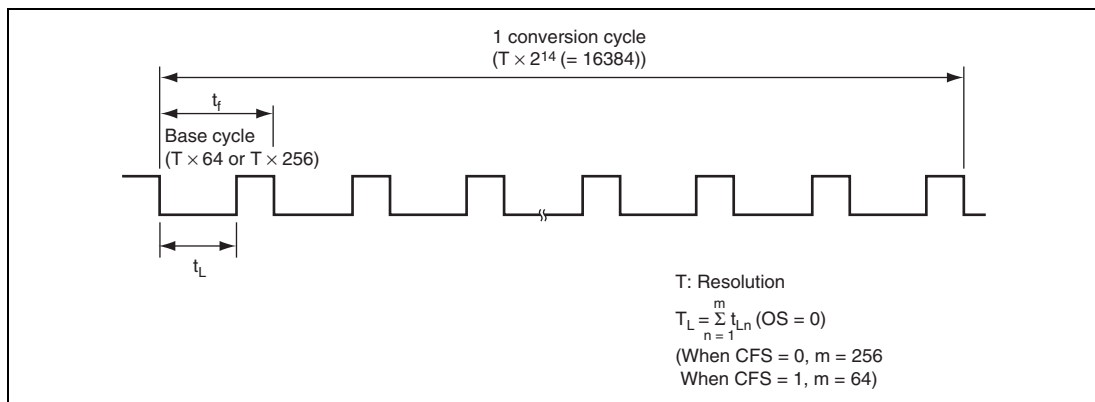 1 conversion cycle
(T × 2¹⁴ (= 16384))
t_f
Base cycle
(T × 64 or T × 256)
t_L
T: Resolution
m
T_L = Σ t_Ln (OS = 0)
n = 1
(When CFS = 0, m = 256
When CFS = 1, m = 64)